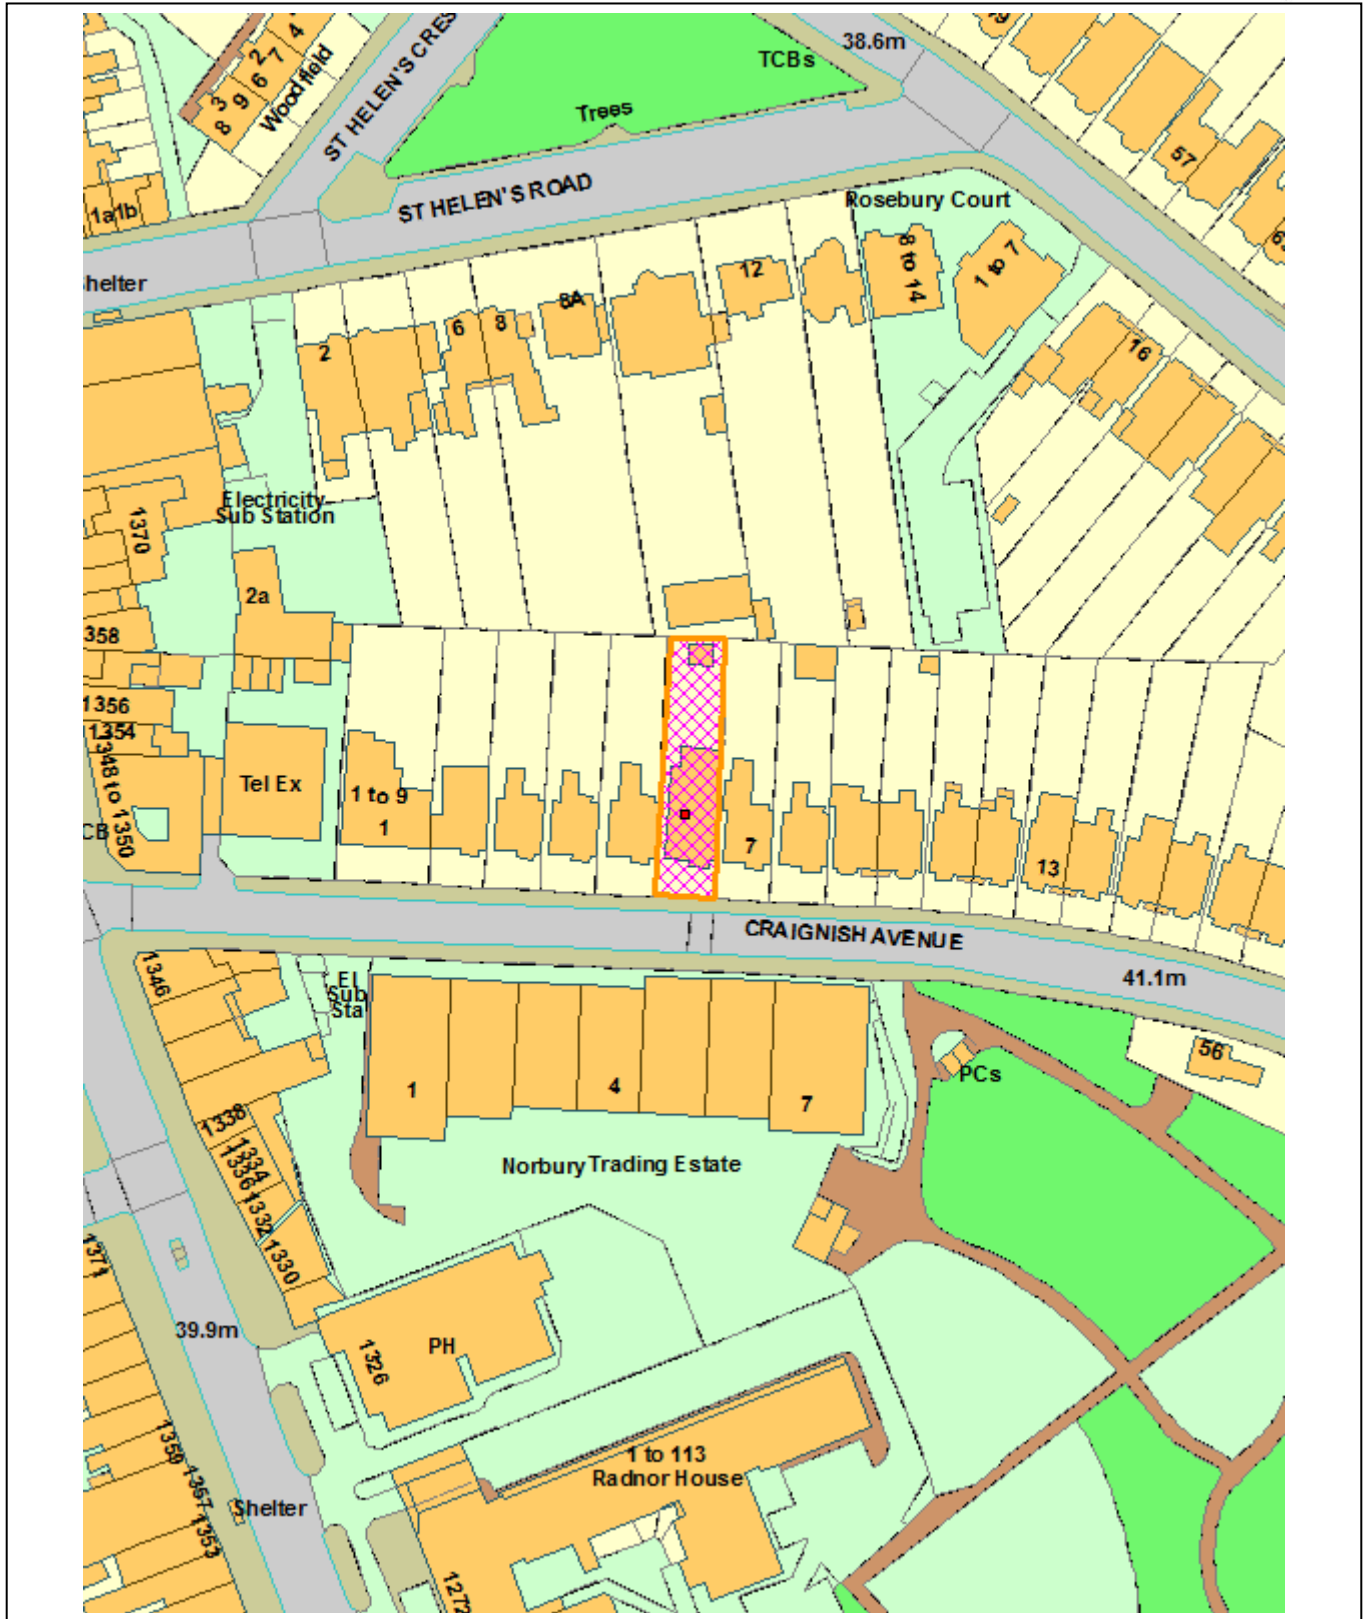 38.6m
TCBs
Trees
ST HELEN'S CRES
ST HELEN'S ROAD
2
4
6
7
3
9
8
Woodfield
1a1b
57
Rosebury Court
8 to 14
1 to 7
12
8A
8
6
2
16
Electricity
Sub Station
1370
2a
358
1356
1354
1348 to 1350
Tel Ex
1 to 9
1
7
13
CRAIGNISH AVENUE
41.1m
1346
El
Sub
Sta
1
4
7
56
PCs
1338
1334
1336
1332
1330
Norbury Trading Estate
1371
39.9m
1326
PH
1 to 113
Radnor House
1359
1357
1353
Shelter
1272